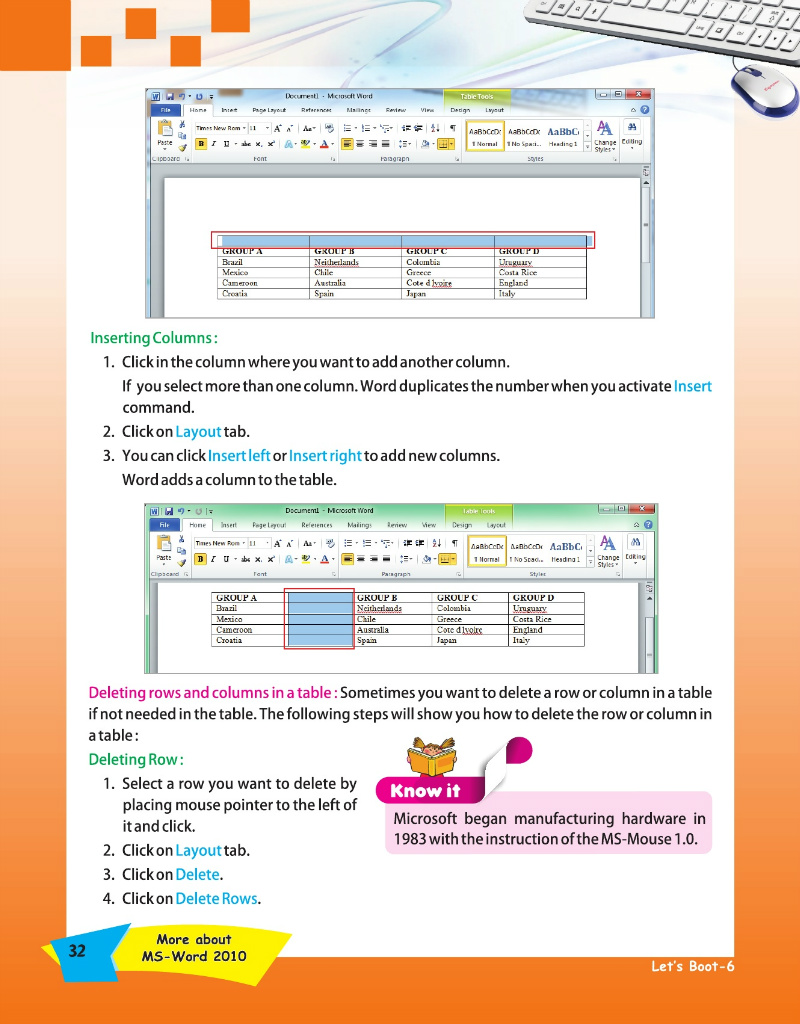 Document1 - Microsoft Word
Table Tools
File Home Insert Page Layout References Mailings Review View Design Layout
Times New Rom 11 Aa
AaBbCcDc AaBbCcDc AaBbC
Paste
B I U abc x, x² A
¶ Normal ¶ No Spaci... Heading 1
Change Styles
Editing
Clipboard Font Paragraph Styles
GROUP A GROUP B GROUP C GROUP D
Brazil Neitherlands Colombia Uruguary
Mexico Chile Greece Costa Rice
Cameroon Australia Cote d Ivoire England
Croatia Spain Japan Italy
Inserting Columns :
1. Click in the column where you want to add another column.
If you select more than one column. Word duplicates the number when you activate Insert
command.
2. Click on Layout tab.
3. You can click Insert left or Insert right to add new columns.
Word adds a column to the table.
Document1 - Microsoft Word
Table Tools
File Home Insert Page Layout References Mailings Review View Design Layout
Times New Rom 11 Aa
AaBbCcDc AaBbCcDc AaBbC
Paste
B I U abc x, x² A
¶ Normal ¶ No Spaci... Heading 1
Change Styles
Editing
Clipboard Font Paragraph Styles
GROUP A GROUP B GROUP C GROUP D
Brazil Neitherlands Colombia Uruguary
Mexico Chile Greece Costa Rice
Cameroon Australia Cote d Ivoire England
Croatia Spain Japan Italy
Deleting rows and columns in a table : Sometimes you want to delete a row or column in a table
if not needed in the table. The following steps will show you how to delete the row or column in
a table :
Deleting Row :
1. Select a row you want to delete by
placing mouse pointer to the left of
it and click.
2. Click on Layout tab.
3. Click on Delete.
4. Click on Delete Rows.
Know it
Microsoft began manufacturing hardware in
1983 with the instruction of the MS-Mouse 1.0.
32
More about
MS-Word 2010
Let's Boot-6